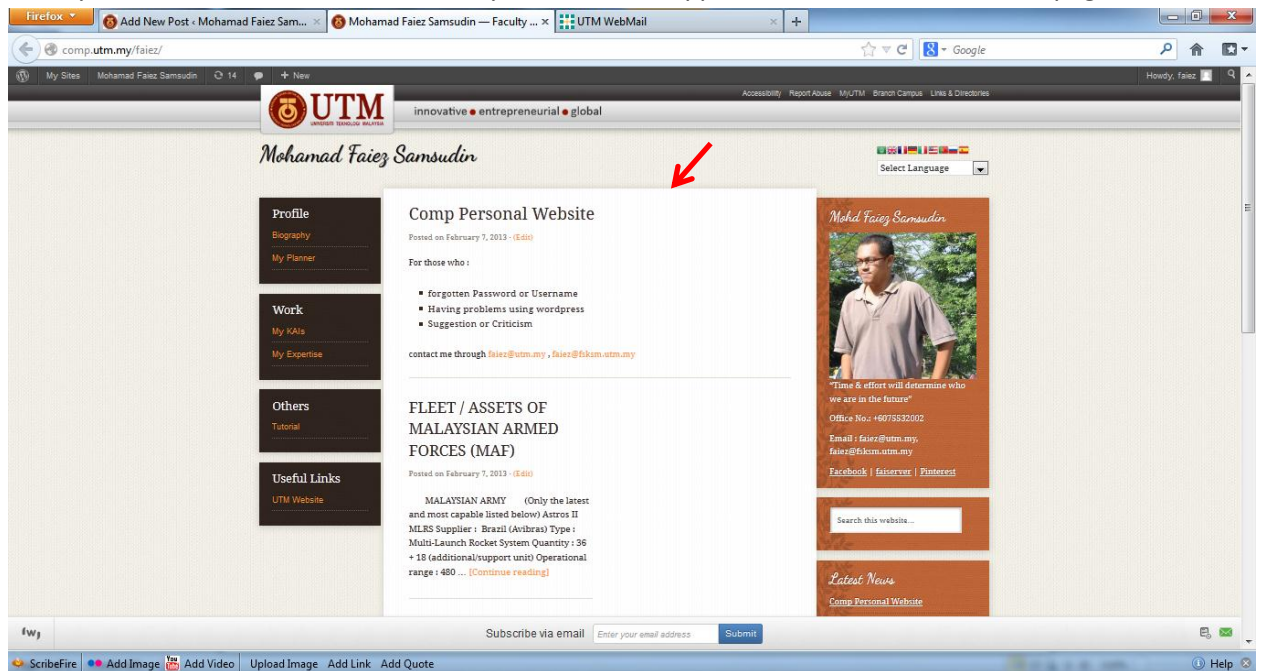 Firefox
Add New Post ‹ Mohamad Faiez Sam...
Mohamad Faiez Samsudin — Faculty ...
UTM WebMail
comp.utm.my/faiez/
Google
My Sites Mohamad Faiez Samsudin 14 + New
Howdy, faiez
Accessibility Report Abuse MyUTM Branch Campus Links & Directories
UTM
UNIVERSITI TEKNOLOGI MALAYSIA
innovative ● entrepreneurial ● global
Mohamad Faiez Samsudin
Select Language
Profile
Biography
My Planner
Work
My KAIs
My Expertise
Others
Tutorial
Useful Links
UTM Website
Comp Personal Website
Posted on February 7, 2013 · (Edit)
For those who :
▪ forgotten Password or Username
▪ Having problems using wordpress
▪ Suggestion or Criticism
contact me through faiez@utm.my , faiez@fsksm.utm.my
FLEET / ASSETS OF
MALAYSIAN ARMED
FORCES (MAF)
Posted on February 7, 2013 · (Edit)
MALAYSIAN ARMY (Only the latest
and most capable listed below) Astros II
MLRS Supplier : Brazil (Avibras) Type :
Multi-Launch Rocket System Quantity : 36
+ 18 (additional/support unit) Operational
range : 480 ... [Continue reading]
Mohd Faiez Samsudin
"Time & effort will determine who
we are in the future"
Office No.: +6075532002
Email : faiez@utm.my,
faiez@fsksm.utm.my
Facebook | faiserver | Pinterest
Search this website...
Latest News
Comp Personal Website
Subscribe via email Enter your email address Submit
ScribeFire Add Image Add Video Upload Image Add Link Add Quote
Help